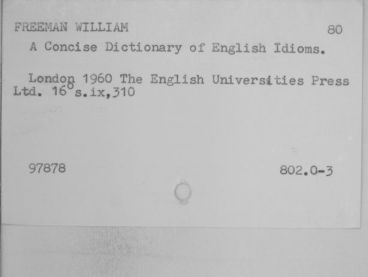 FREEMAN WILLIAM 80
A Concise Dictionary of English Idioms.
London 1960 The English Universities Press
Ltd. 16° s.ix,310
97878 802.0-3